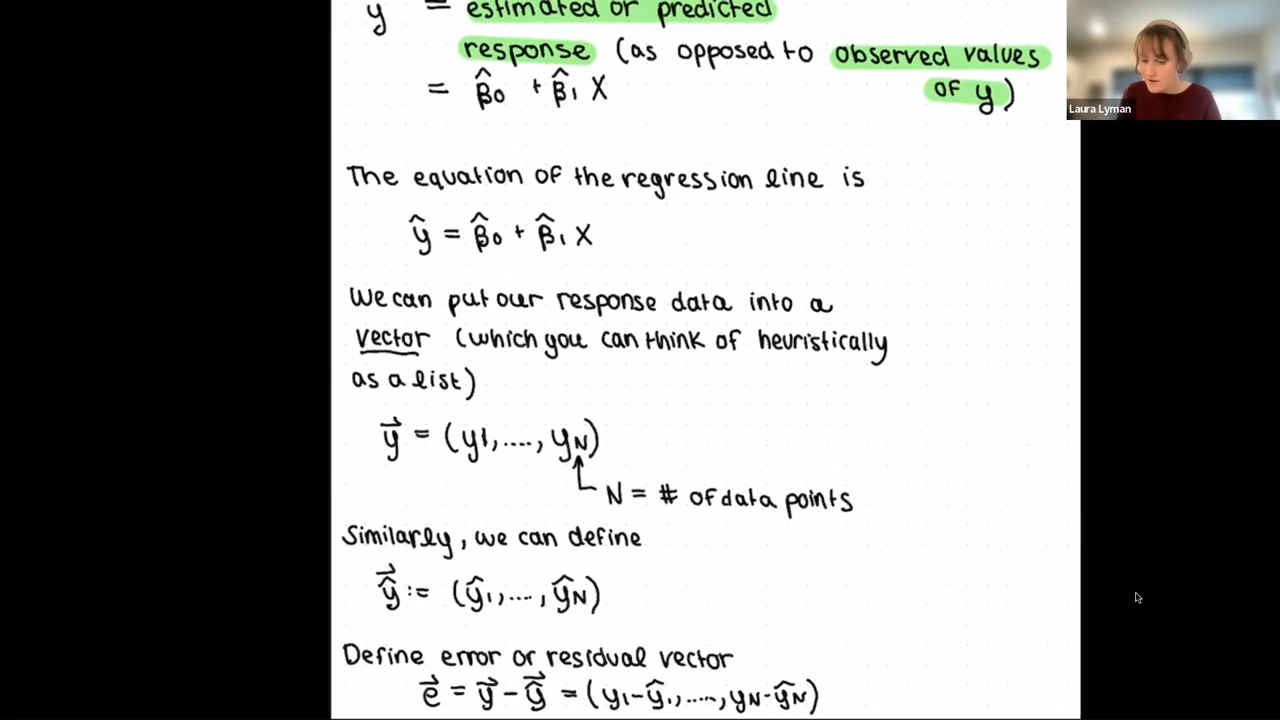 y = estimated or predicted
response (as opposed to observed values
= β̂0 + β̂1 X of y)
Laura Lyman
The equation of the regression line is
ŷ = β̂0 + β̂1 X
We can put our response data into a
vector (which you can think of heuristically
as a list)
y⃗ = (y1,....,yN)
N = # of data points
Similarly, we can define
ŷ⃗ := (ŷ1,....,ŷN)
Define error or residual vector
e⃗ = y⃗ - ŷ⃗ = (y1-ŷ1,....,yN-ŷN)